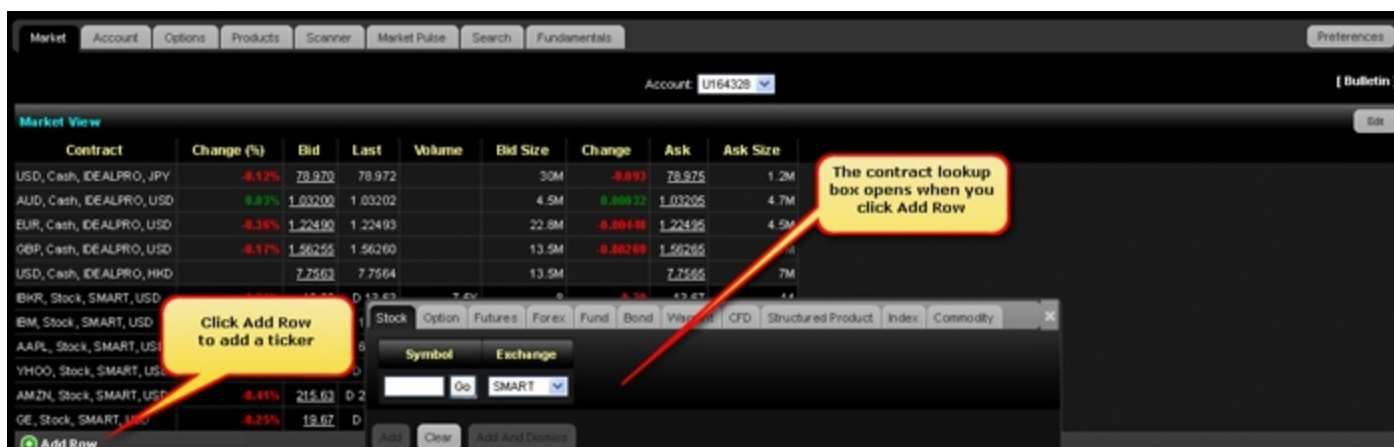 Market Account Options Products Scanner Market Pulse Search Fundamentals Preferences
Account: U164328 [ Bulletin
Market View Edit
Contract Change (%) Bid Last Volume Bid Size Change Ask Ask Size
USD, Cash, IDEALPRO, JPY -0.12% 78.970 78.972 30M -0.093 78.975 1.2M
AUD, Cash, IDEALPRO, USD 0.03% 1.03200 1.03202 4.5M 0.00032 1.03205 4.7M
EUR, Cash, IDEALPRO, USD -0.36% 1.22490 1.22493 22.8M -0.00448 1.22495 4.5M
GBP, Cash, IDEALPRO, USD -0.17% 1.56255 1.56260 13.5M -0.00260 1.56265
USD, Cash, IDEALPRO, HKD 7.7563 7.7564 13.5M 7.7565 7M
The contract lookup
box opens when you
click Add Row
IBKR, Stock, SMART, USD
IBM, Stock, SMART, USD
AAPL, Stock, SMART, US
YHOO, Stock, SMART, US
AMZN, Stock, SMART, USD -0.41% 215.63 D 2
GE, Stock, SMART, -0.25% 19.67 D
Add Row
Click Add Row
to add a ticker
Stock Option Futures Forex Fund Bond Warrant CFD Structured Product Index Commodity
Symbol Exchange
Go SMART
Add Clear Add And Dismiss